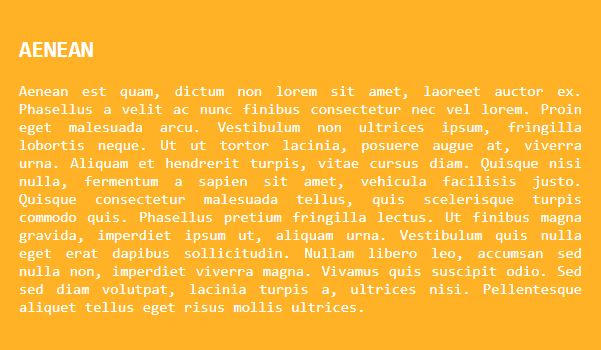 AENEAN
Aenean est quam, dictum non lorem sit amet, laoreet auctor ex.
Phasellus a velit ac nunc finibus consectetur nec vel lorem. Proin
eget malesuada arcu. Vestibulum non ultrices ipsum, fringilla
lobortis neque. Ut ut tortor lacinia, posuere augue at, viverra
urna. Aliquam et hendrerit turpis, vitae cursus diam. Quisque nisi
nulla, fermentum a sapien sit amet, vehicula facilisis justo.
Quisque consectetur malesuada tellus, quis scelerisque turpis
commodo quis. Phasellus pretium fringilla lectus. Ut finibus magna
gravida, imperdiet ipsum ut, aliquam urna. Vestibulum quis nulla
eget erat dapibus sollicitudin. Nullam libero leo, accumsan sed
nulla non, imperdiet viverra magna. Vivamus quis suscipit odio. Sed
sed diam volutpat, lacinia turpis a, ultrices nisi. Pellentesque
aliquet tellus eget risus mollis ultrices.